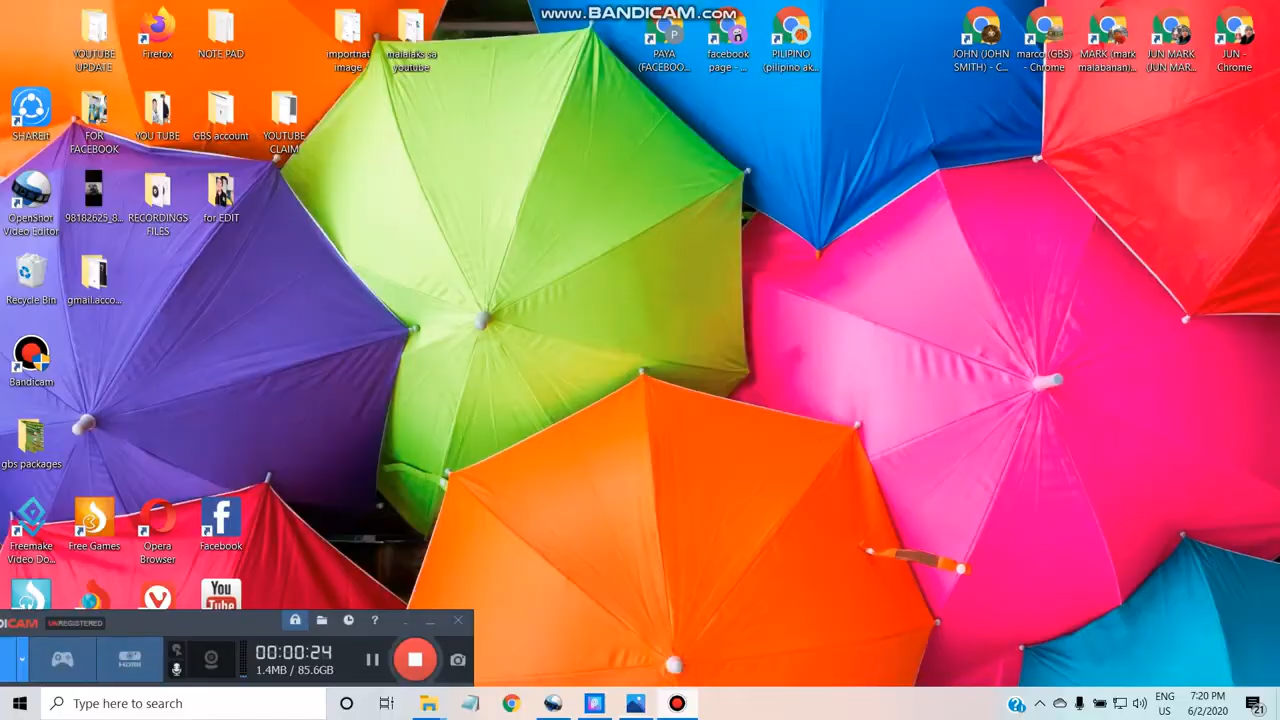 www.BANDICAM.com
YOUTUBE
UPDATE
Firefox
NOTE PAD
importnat
image
malalaks sa
youtube
PAYA
(FACEBOO...
facebook
page - ...
PILIPINO
(pilipino ak...
JOHN (JOHN
SMITH) - C...
marco (GBS)
- Chrome
MARK (mark
malabanan)...
JUN MARK
(JUN MAR...
JUN -
Chrome
SHAREit
FOR
FACEBOOK
YOU TUBE
GBS account
YOUTUBE
CLAIM
OpenShot
Video Editor
98182625_8...
RECORDINGS
FILES
for EDIT
Recycle Bin
gmail.acco...
Bandicam
gbs packages
Freemake
Video Do...
Free Games
Opera
Browser
Facebook
You
Tube
DICAM UNREGISTERED
HDMI
00:00:24
1.4MB / 85.6GB
Type here to search
ENG
US
7:20 PM
6/2/2020
21